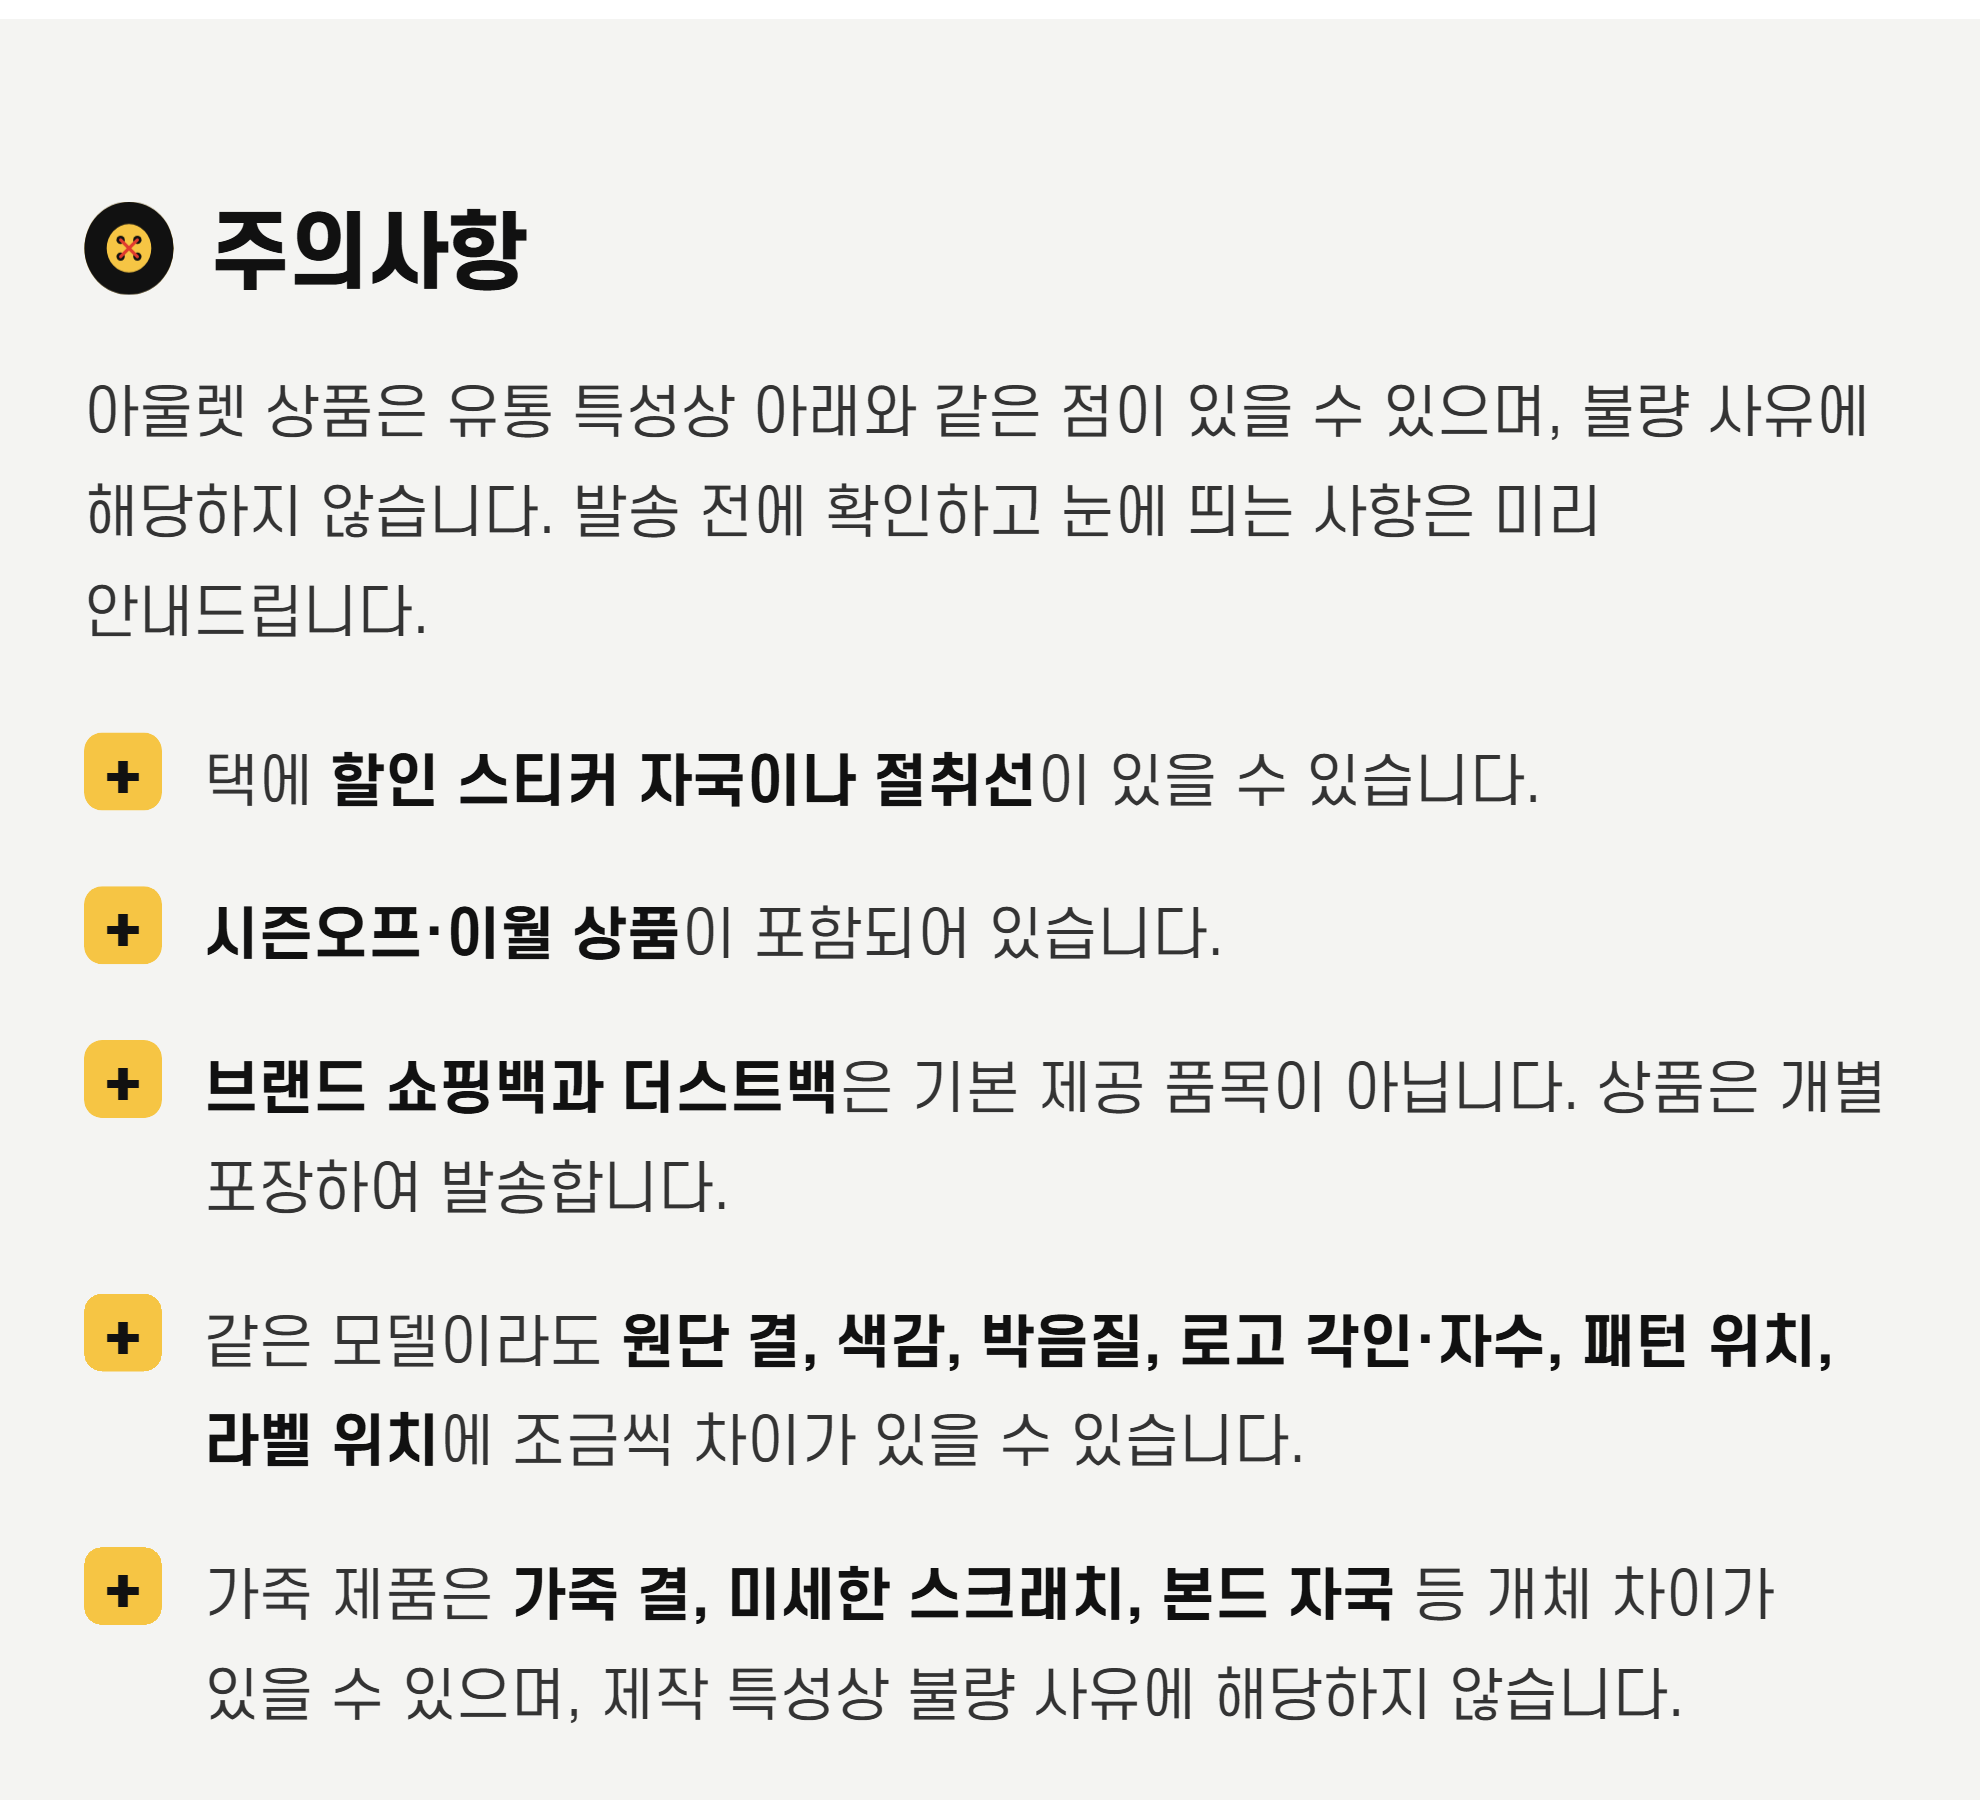 주의사항
아울렛 상품은 유통 특성상 아래와 같은 점이 있을 수 있으며, 불량 사유에
해당하지 않습니다. 발송 전에 확인하고 눈에 띄는 사항은 미리
안내드립니다.
+ 택에 할인 스티커 자국이나 절취선이 있을 수 있습니다.
+ 시즌오프·이월 상품이 포함되어 있습니다.
+ 브랜드 쇼핑백과 더스트백은 기본 제공 품목이 아닙니다. 상품은 개별
포장하여 발송합니다.
+ 같은 모델이라도 원단 결, 색감, 박음질, 로고 각인·자수, 패턴 위치,
라벨 위치에 조금씩 차이가 있을 수 있습니다.
+ 가죽 제품은 가죽 결, 미세한 스크래치, 본드 자국 등 개체 차이가
있을 수 있으며, 제작 특성상 불량 사유에 해당하지 않습니다.